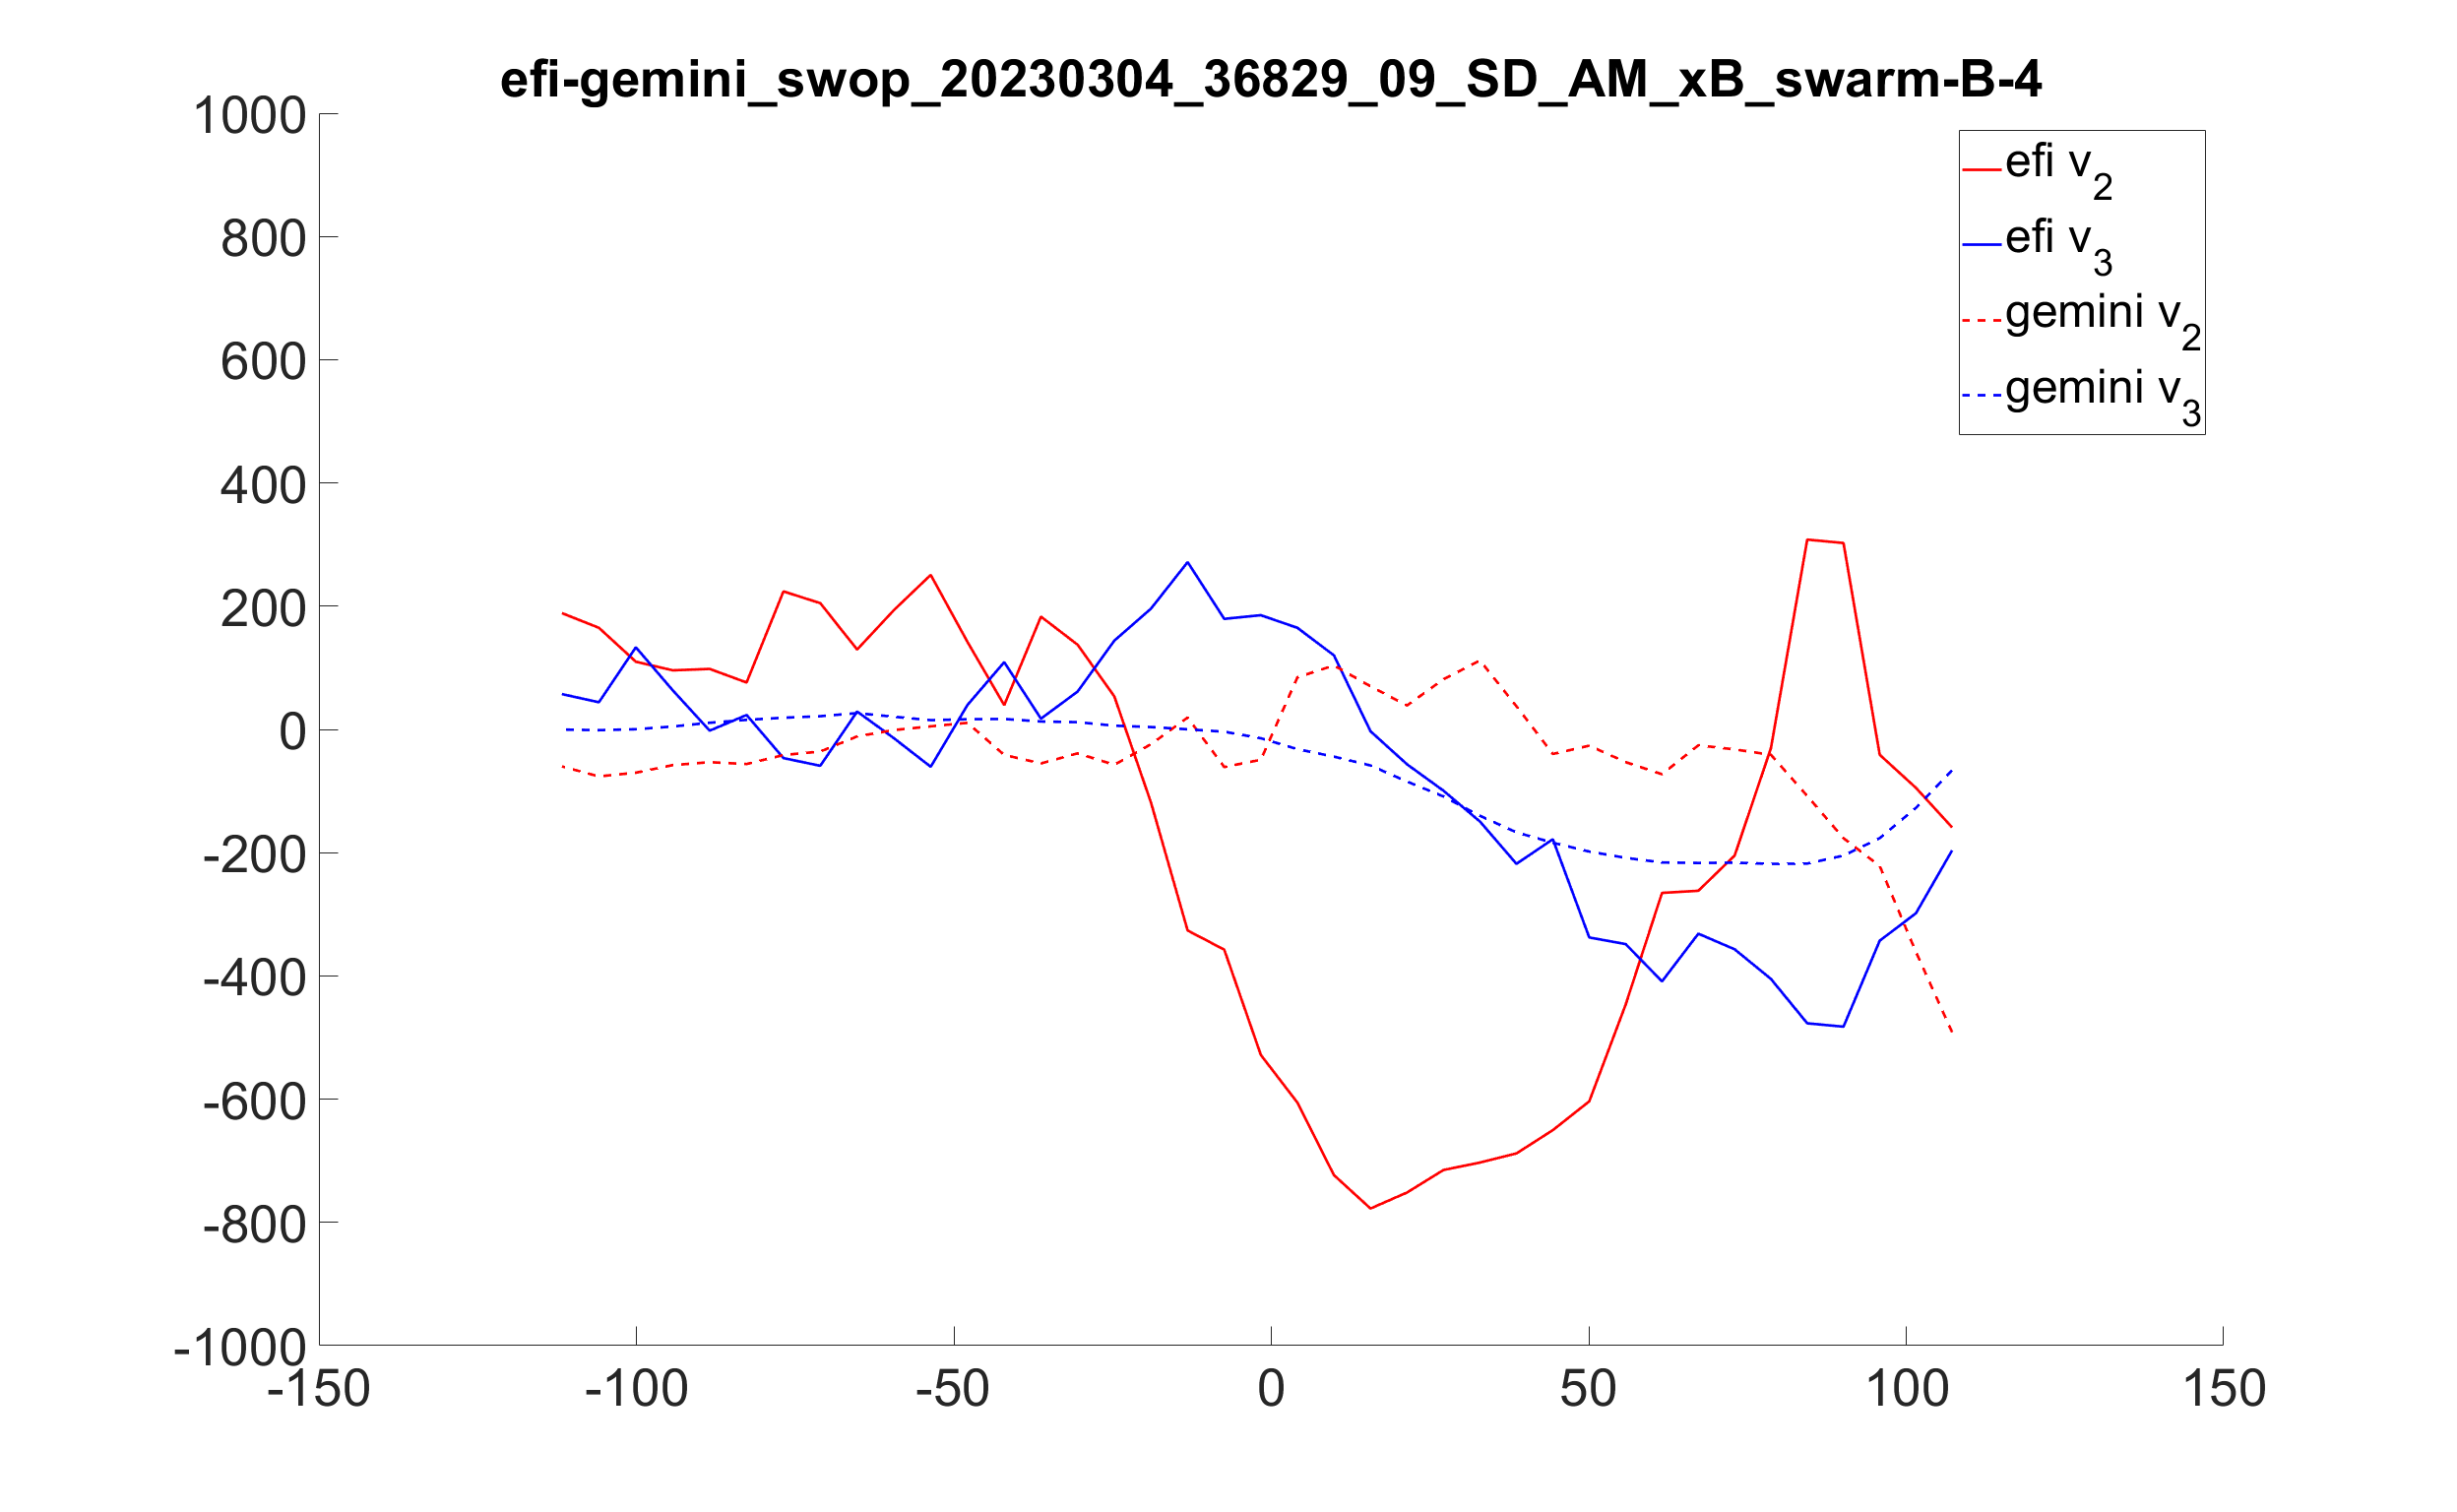 efi-gemini_swop_20230304_36829_09_SD_AM_xB_swarm-B-4
1000
800
600
400
200
0
-200
-400
-600
-800
-1000
-150 -100 -50 0 50 100 150
efi v2
efi v3
gemini v2
gemini v3